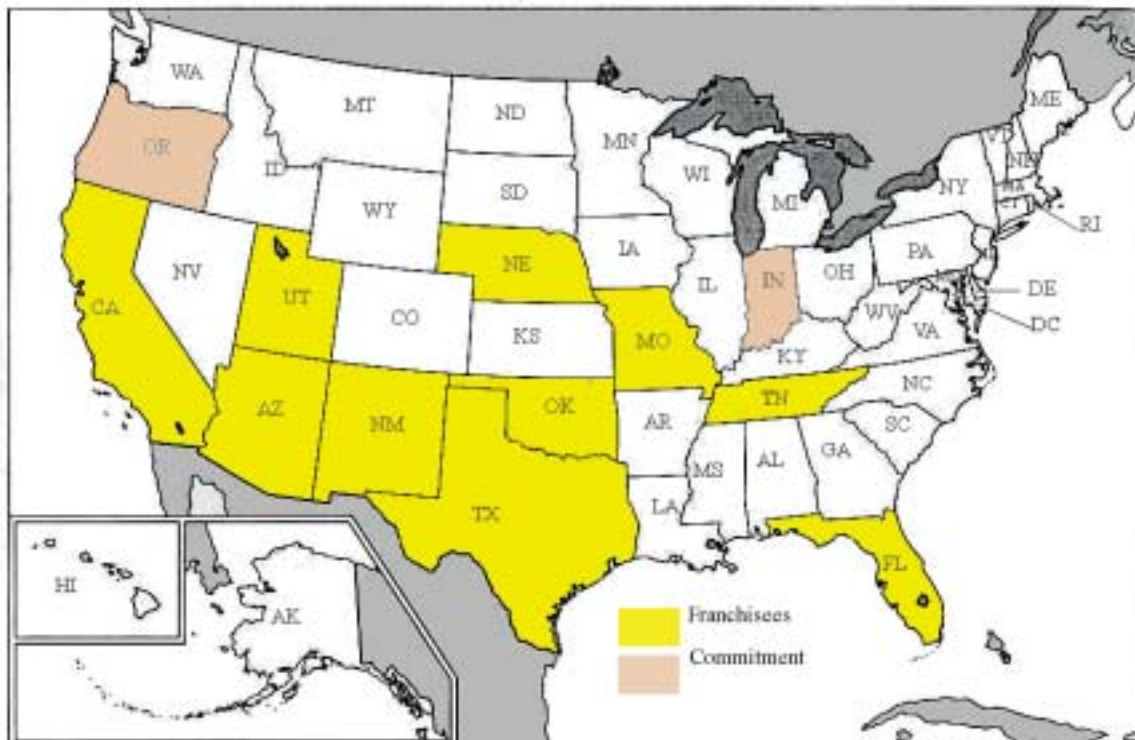 WA
MT
ND
MN
ME
VT
NH
OR
ID
SD
WI
MI
NY
MA
CT
RI
WY
IA
PA
NJ
NE
NV
UT
IL
IN
OH
DE
CA
CO
WV
DC
KS
MO
VA
KY
AZ
NM
OK
TN
NC
AR
SC
MS
AL
GA
TX
LA
FL
HI
AK
Franchisees
Commitment